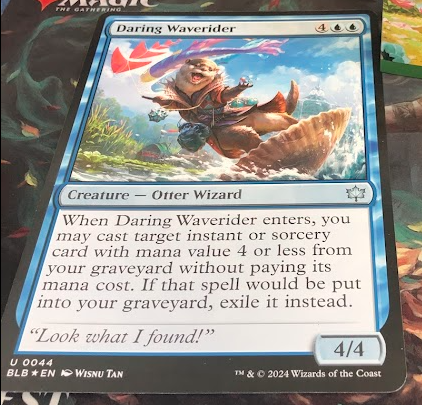 MAGIC
THE GATHERING
Daring Waverider 4
Creature — Otter Wizard
When Daring Waverider enters, you
may cast target instant or sorcery
card with mana value 4 or less from
your graveyard without paying its
mana cost. If that spell would be put
into your graveyard, exile it instead.
“Look what I found!”
4/4
U 0044
BLB★EN Wisnu Tan
™ & © 2024 Wizards of the Coast